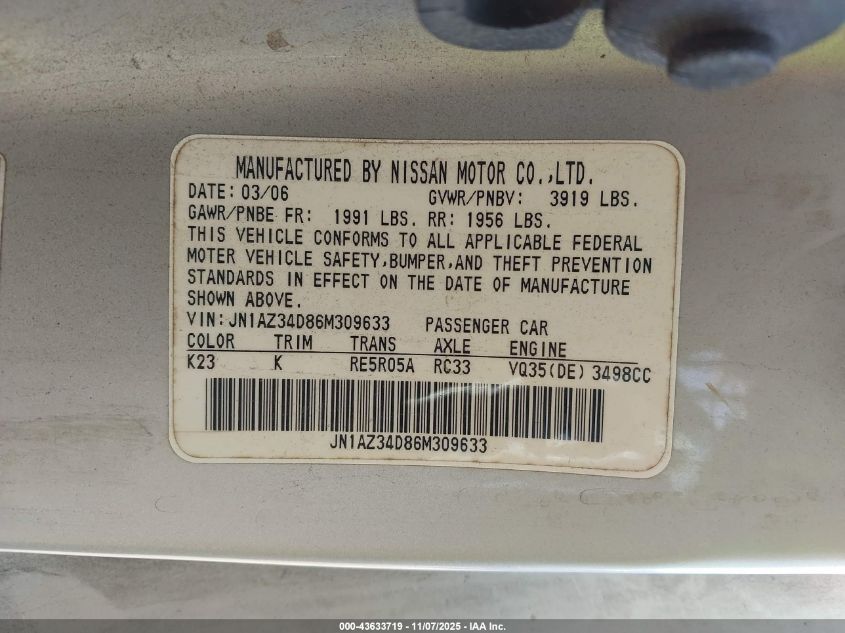 MANUFACTURED BY NISSAN MOTOR CO.,LTD.
DATE: 03/06 GVWR/PNBV: 3919 LBS.
GAWR/PNBE FR: 1991 LBS. RR: 1956 LBS.
THIS VEHICLE CONFORMS TO ALL APPLICABLE FEDERAL
MOTER VEHICLE SAFETY,BUMPER,AND THEFT PREVENTION
STANDARDS IN EFFECT ON THE DATE OF MANUFACTURE
SHOWN ABOVE.
VIN:JN1AZ34D86M309633 PASSENGER CAR
COLOR TRIM TRANS AXLE ENGINE
K23 K RE5R05A RC33 VQ35(DE) 3498CC
JN1AZ34D86M309633
000-43633719 - 11/07/2025 - IAA Inc.